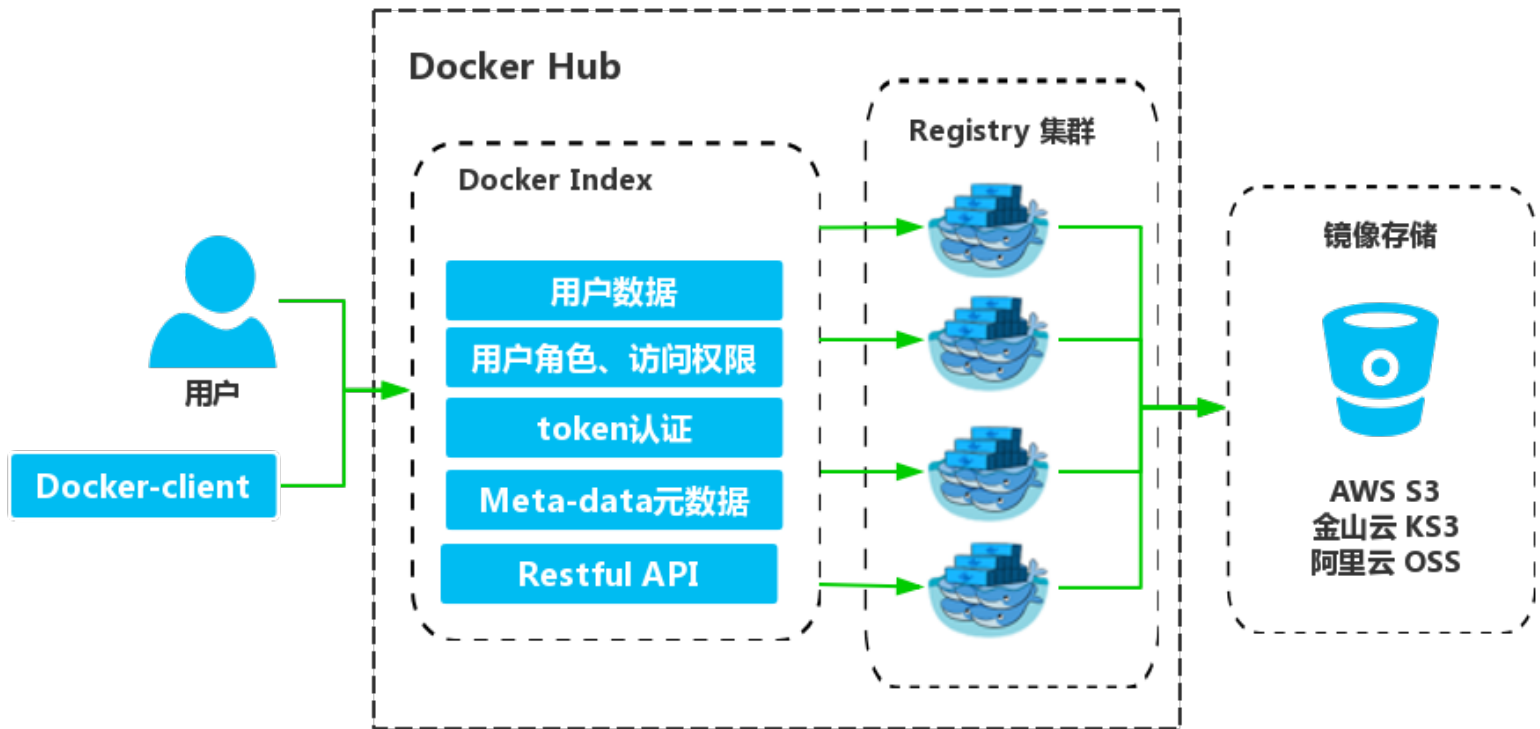 Docker Hub
Docker Index
用户数据
用户角色、访问权限
token认证
Meta-data元数据
Restful API
用户
Docker-client
Registry 集群
镜像存储
AWS S3
金山云 KS3
阿里云 OSS